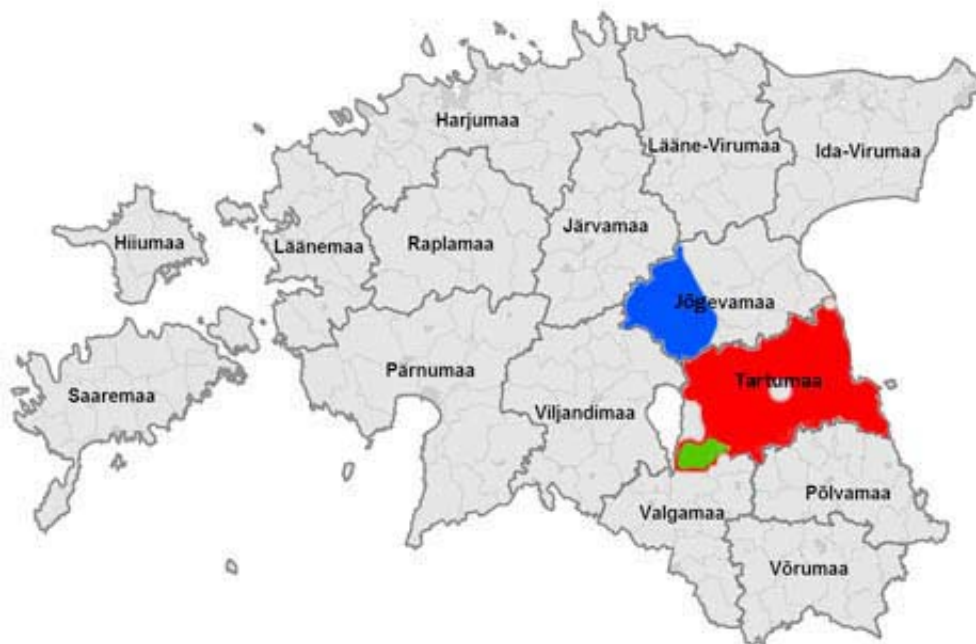 Harjumaa
Lääne-Virumaa
Ida-Virumaa
Hiiumaa
Läänemaa
Raplamaa
Järvamaa
Jõgevamaa
Saaremaa
Pärnumaa
Viljandimaa
Tartumaa
Valgamaa
Põlvamaa
Võrumaa